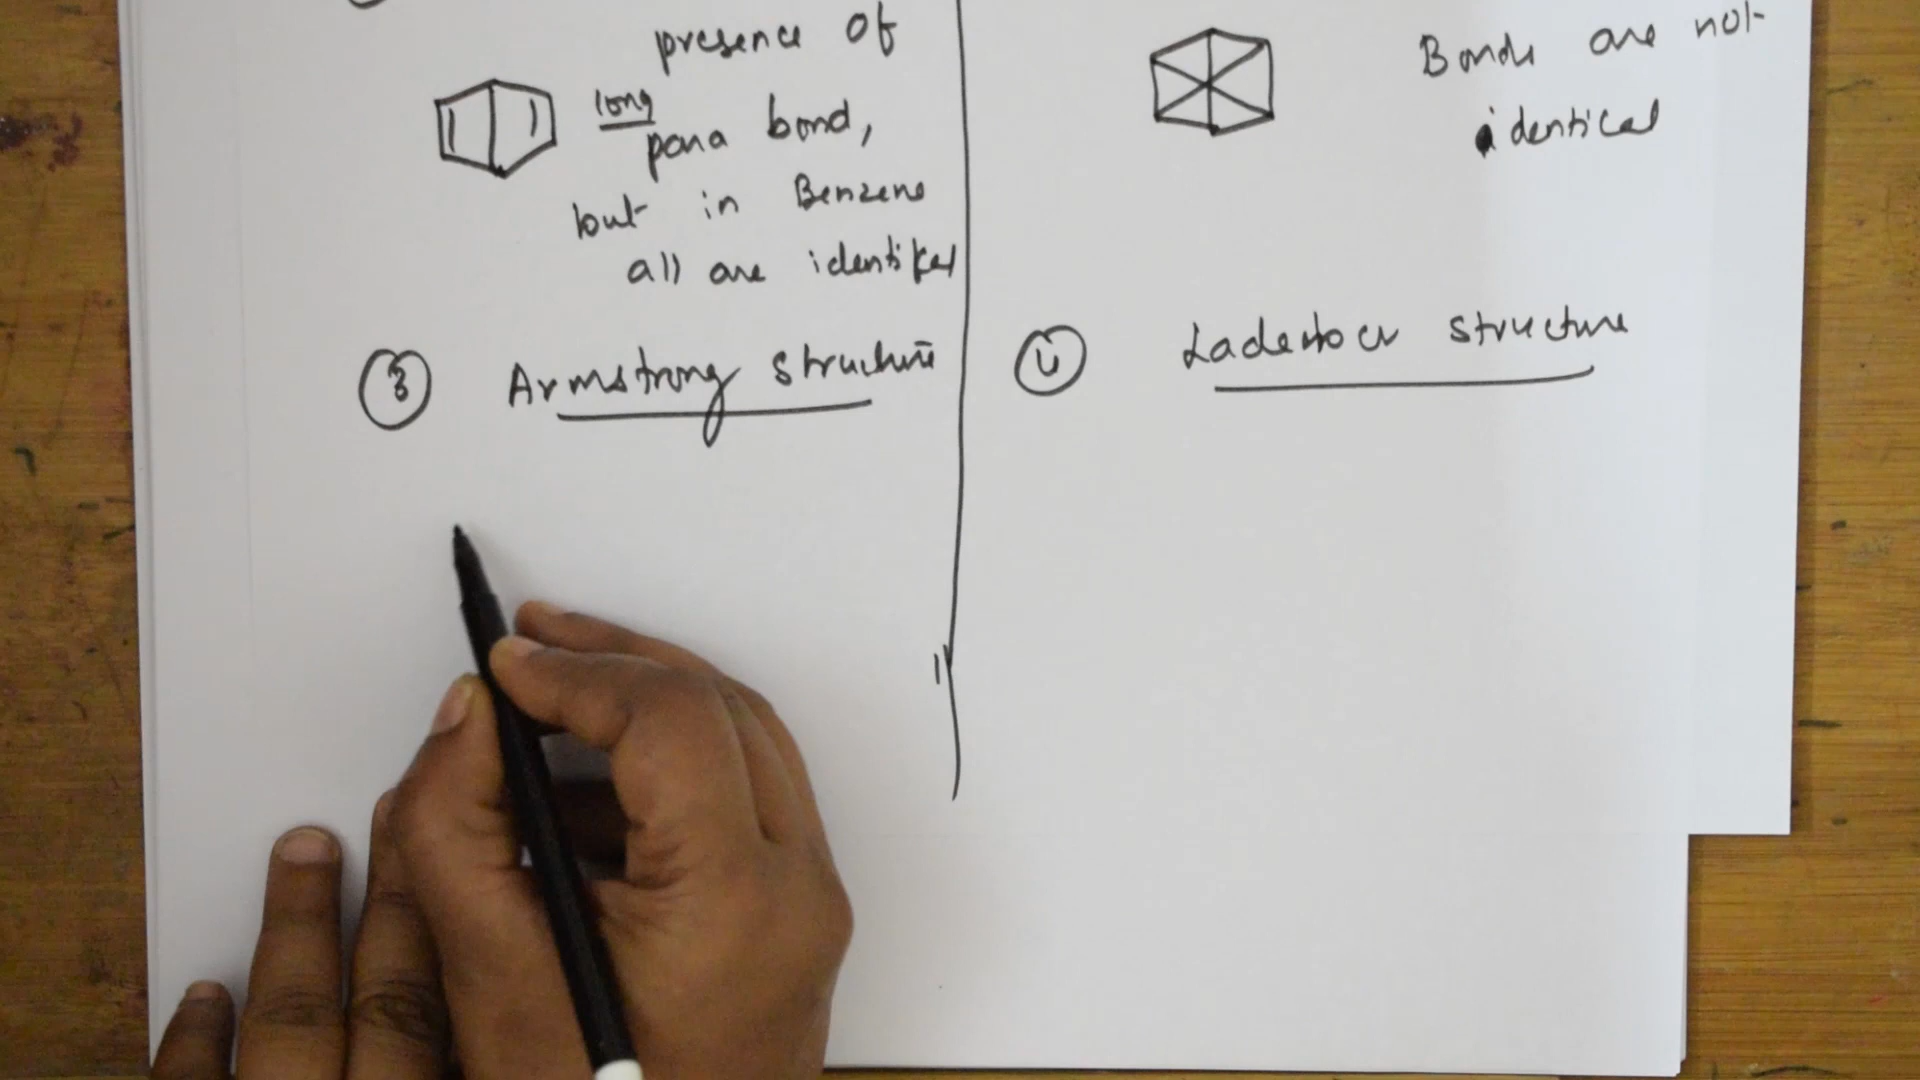 presence of
long
para bond,
but in Benzene
all are identical
Bonds are not
identical
3 Armstrong structure
4 structure